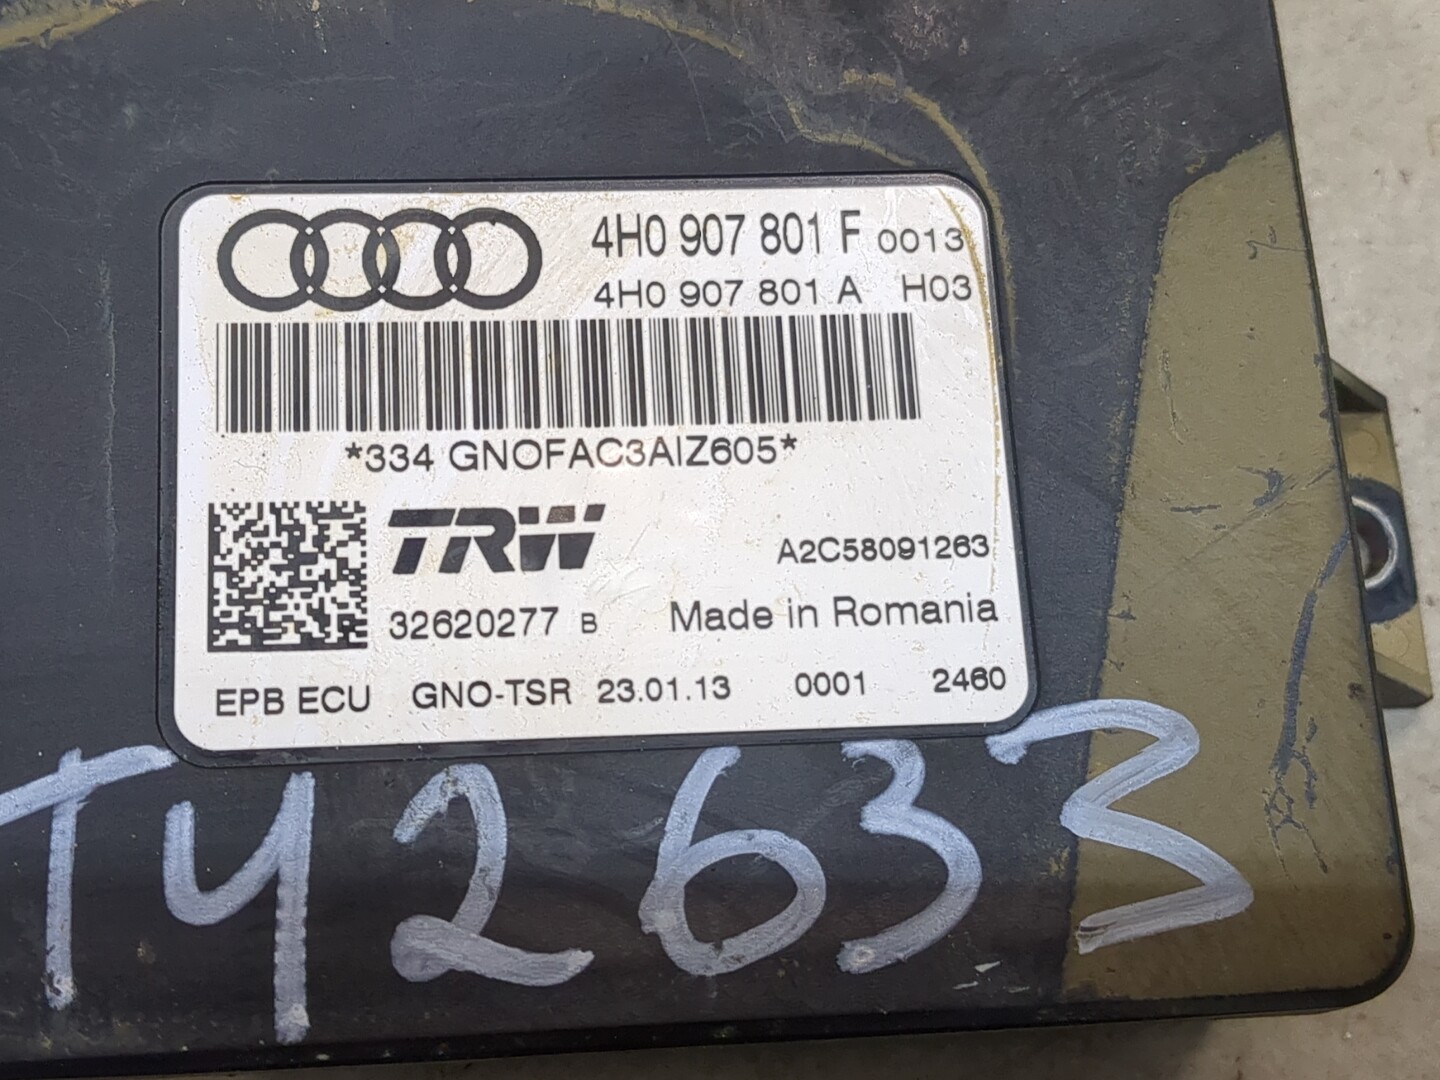 4H0 907 801 F 0013
4H0 907 801 A H03
*334 GNOFAC3AIZ605*
TRW
A2C58091263
32620277 B Made in Romania
EPB ECU GNO-TSR 23.01.13 0001 2460
TY2633